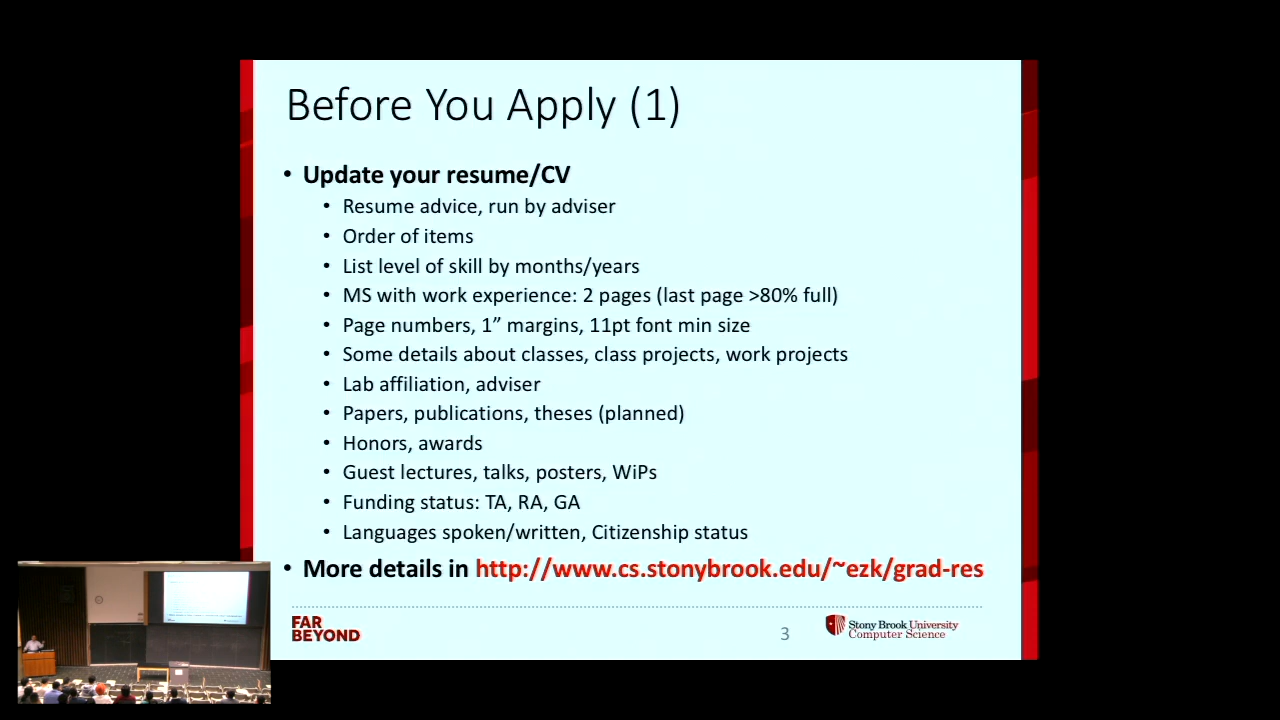 Before You Apply (1)
• Update your resume/CV
• Resume advice, run by adviser
• Order of items
• List level of skill by months/years
• MS with work experience: 2 pages (last page >80% full)
• Page numbers, 1” margins, 11pt font min size
• Some details about classes, class projects, work projects
• Lab affiliation, adviser
• Papers, publications, theses (planned)
• Honors, awards
• Guest lectures, talks, posters, WiPs
• Funding status: TA, RA, GA
• Languages spoken/written, Citizenship status
• More details in http://www.cs.stonybrook.edu/~ezk/grad-res
FAR
BEYOND
3
Stony Brook University
Computer Science